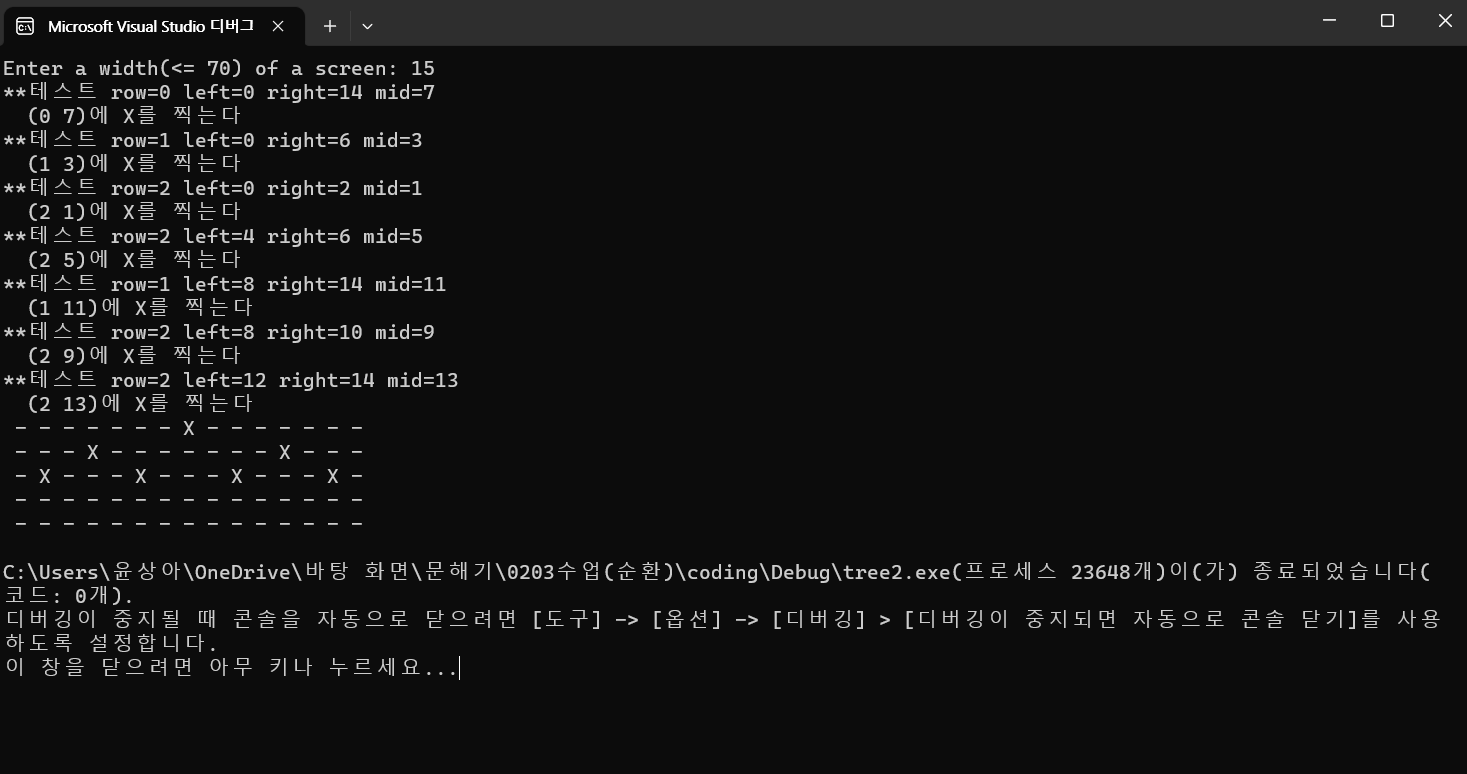 Microsoft Visual Studio 디버그
Enter a width(<= 70) of a screen: 15
**테스트 row=0 left=0 right=14 mid=7
  (0 7)에 X를 찍는다
**테스트 row=1 left=0 right=6 mid=3
  (1 3)에 X를 찍는다
**테스트 row=2 left=0 right=2 mid=1
  (2 1)에 X를 찍는다
**테스트 row=2 left=4 right=6 mid=5
  (2 5)에 X를 찍는다
**테스트 row=1 left=8 right=14 mid=11
  (1 11)에 X를 찍는다
**테스트 row=2 left=8 right=10 mid=9
  (2 9)에 X를 찍는다
**테스트 row=2 left=12 right=14 mid=13
  (2 13)에 X를 찍는다
 - - - - - - - X - - - - - - -
 - - - X - - - - - - - X - - -
 - X - - - X - - - X - - - X -
 - - - - - - - - - - - - - - -
 - - - - - - - - - - - - - - -
C:\Users\윤상아\OneDrive\바탕 화면\문해기\0203수업(순환)\coding\Debug\tree2.exe(프로세스 23648개)이(가) 종료되었습니다(
코드: 0개).
디버깅이 중지될 때 콘솔을 자동으로 닫으려면 [도구] -> [옵션] -> [디버깅] > [디버깅이 중지되면 자동으로 콘솔 닫기]를 사용
하도록 설정합니다.
이 창을 닫으려면 아무 키나 누르세요...